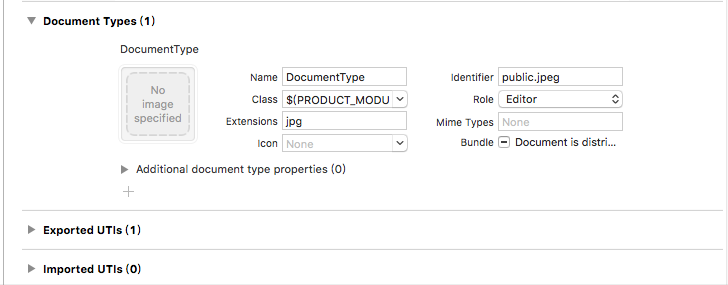 Document Types (1)
DocumentType
No
image
specified
Name DocumentType Identifier public.jpeg
Class $(PRODUCT_MODU Role Editor
Extensions jpg Mime Types None
Icon None Bundle Document is distri...
Additional document type properties (0)
Exported UTIs (1)
Imported UTIs (0)